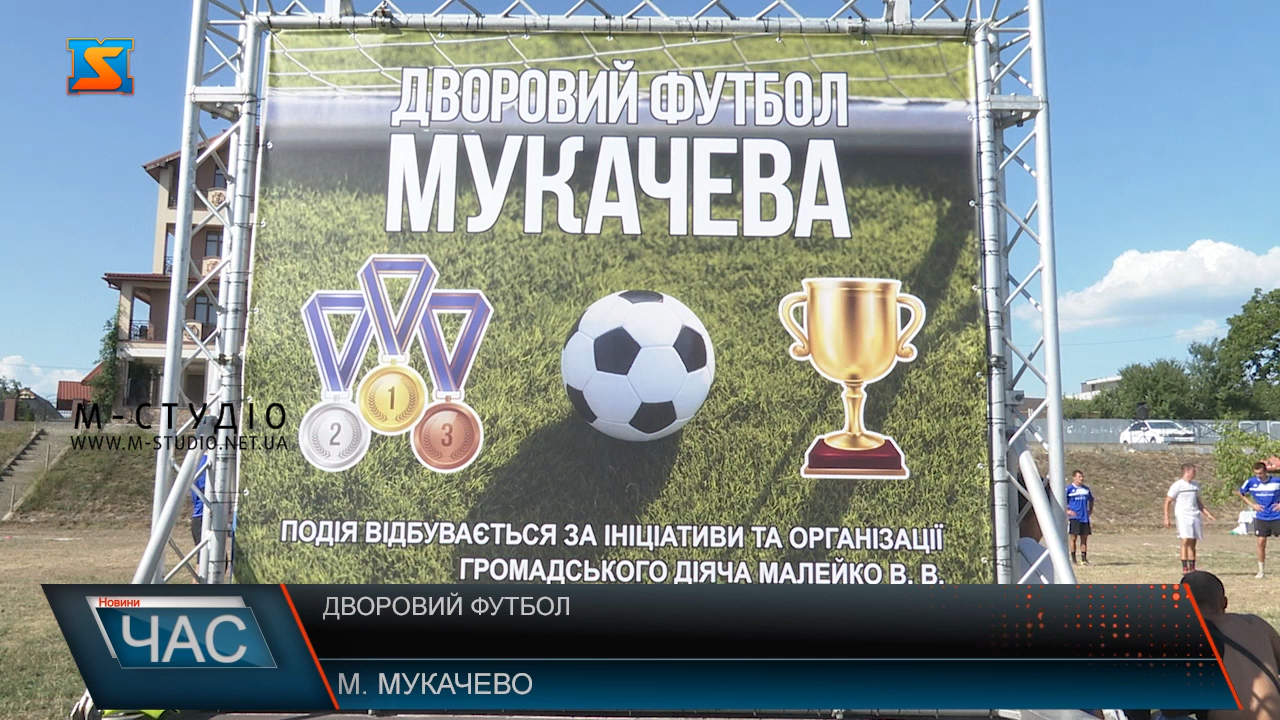 ДВОРОВИЙ ФУТБОЛ
МУКАЧЕВА
1
2
3
М-СТУДІО
WWW.M-STUDIO.NET.UA
ПОДІЯ ВІДБУВАЄТЬСЯ ЗА ІНІЦІАТИВИ ТА ОРГАНІЗАЦІЇ
ГРОМАДСЬКОГО ДІЯЧА МАЛЕЙКО В. В.
Новини
ЧАС
ДВОРОВИЙ ФУТБОЛ
М. МУКАЧЕВО